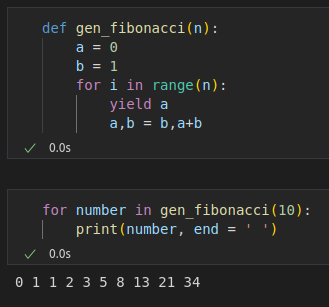 def gen_fibonacci(n):
    a = 0
    b = 1
    for i in range(n):
        yield a
        a,b = b,a+b
✓ 0.0s
for number in gen_fibonacci(10):
    print(number, end = ' ')
✓ 0.0s
0 1 1 2 3 5 8 13 21 34